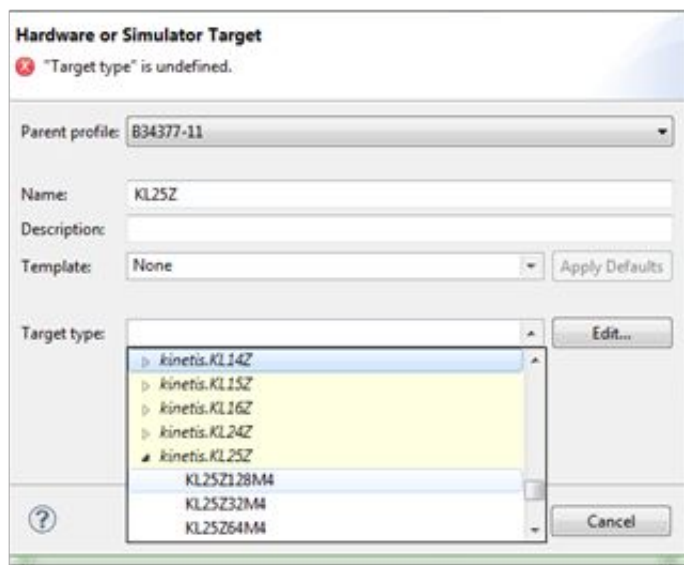 Hardware or Simulator Target
"Target type" is undefined.
Parent profile: B34377-11
Name: KL25Z
Description:
Template: None Apply Defaults
Target type: Edit...
kinetis.KL14Z
kinetis.KL15Z
kinetis.KL16Z
kinetis.KL24Z
kinetis.KL25Z
KL25Z128M4
KL25Z32M4
KL25Z64M4
? Cancel